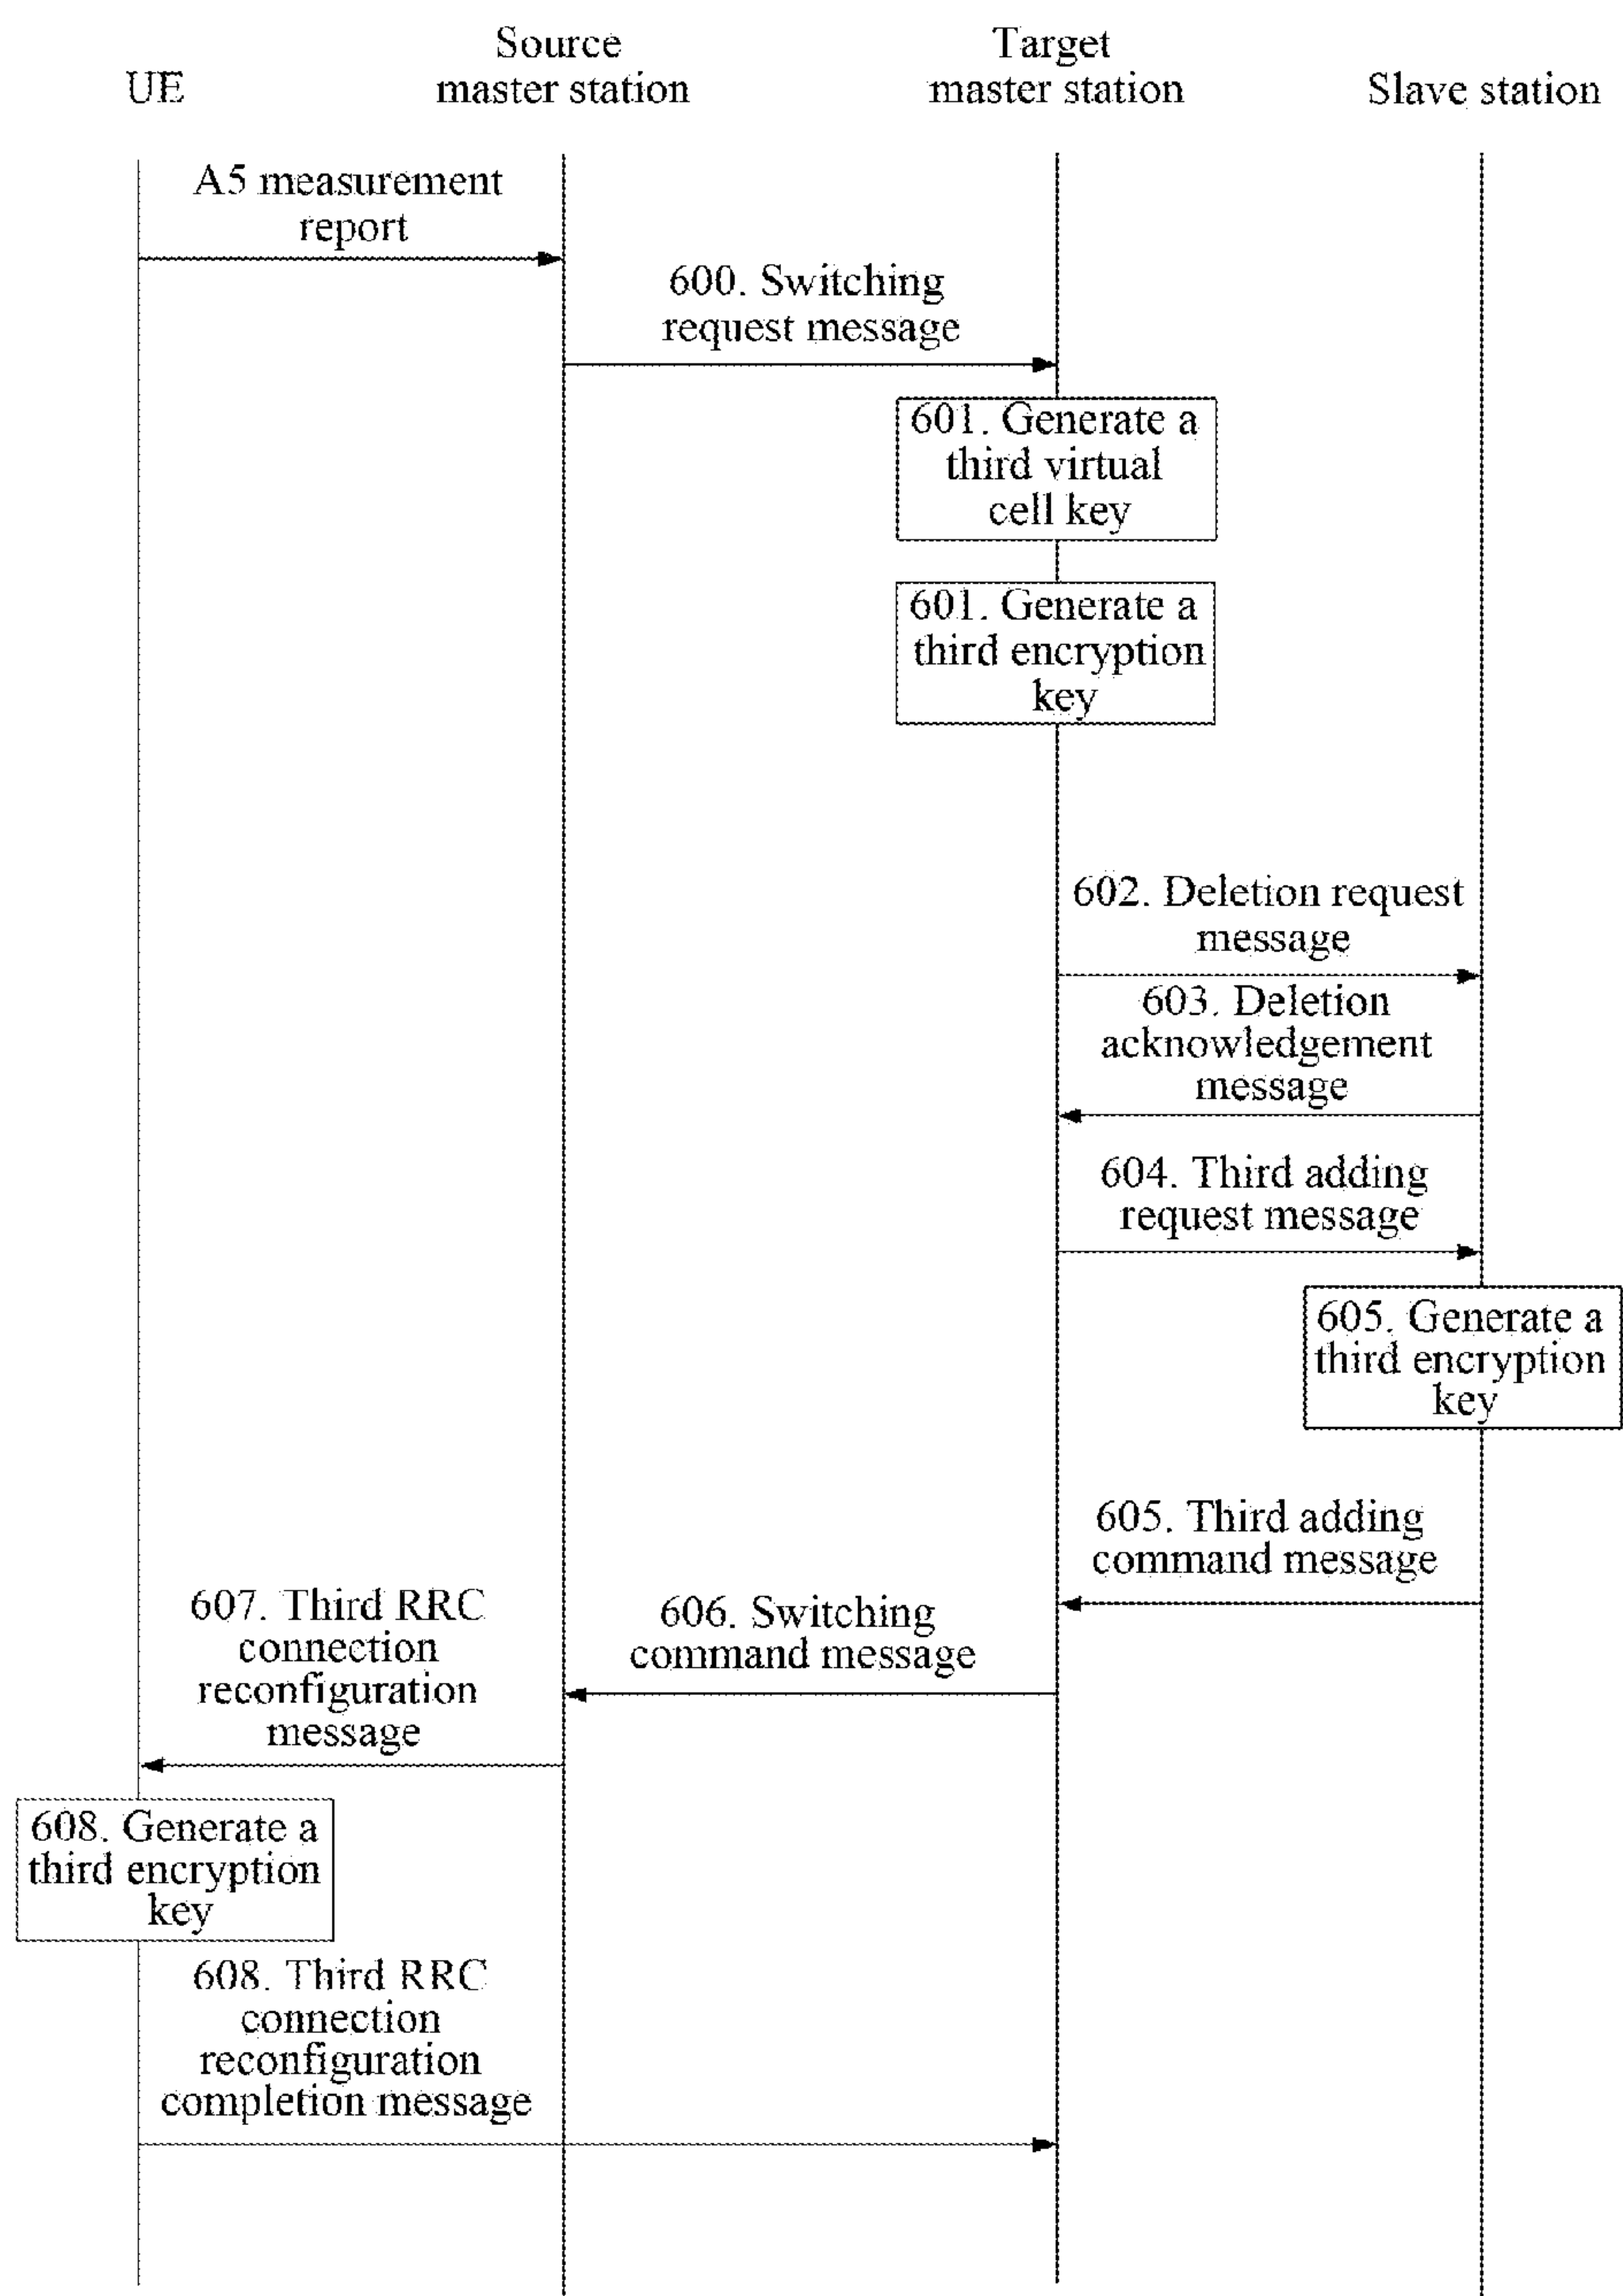 UE
Source
master station
Target
master station
Slave station
A5 measurement
report
600. Switching
request message
601. Generate a
third virtual
cell key
601. Generate a
third encryption
key
602. Deletion request
message
603. Deletion
acknowledgement
message
604. Third adding
request message
605. Generate a
third encryption
key
605. Third adding
command message
606. Switching
command message
607. Third RRC
connection
reconfiguration
message
608. Generate a
third encryption
key
608. Third RRC
connection
reconfiguration
completion message